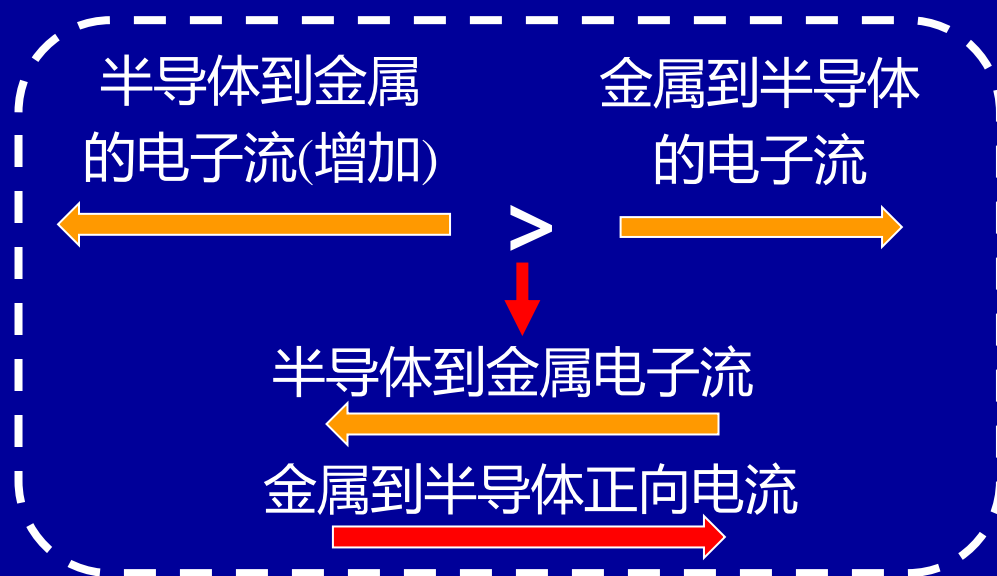 半导体到金属
的电子流(增加)
金属到半导体
的电子流
>
半导体到金属电子流
金属到半导体正向电流